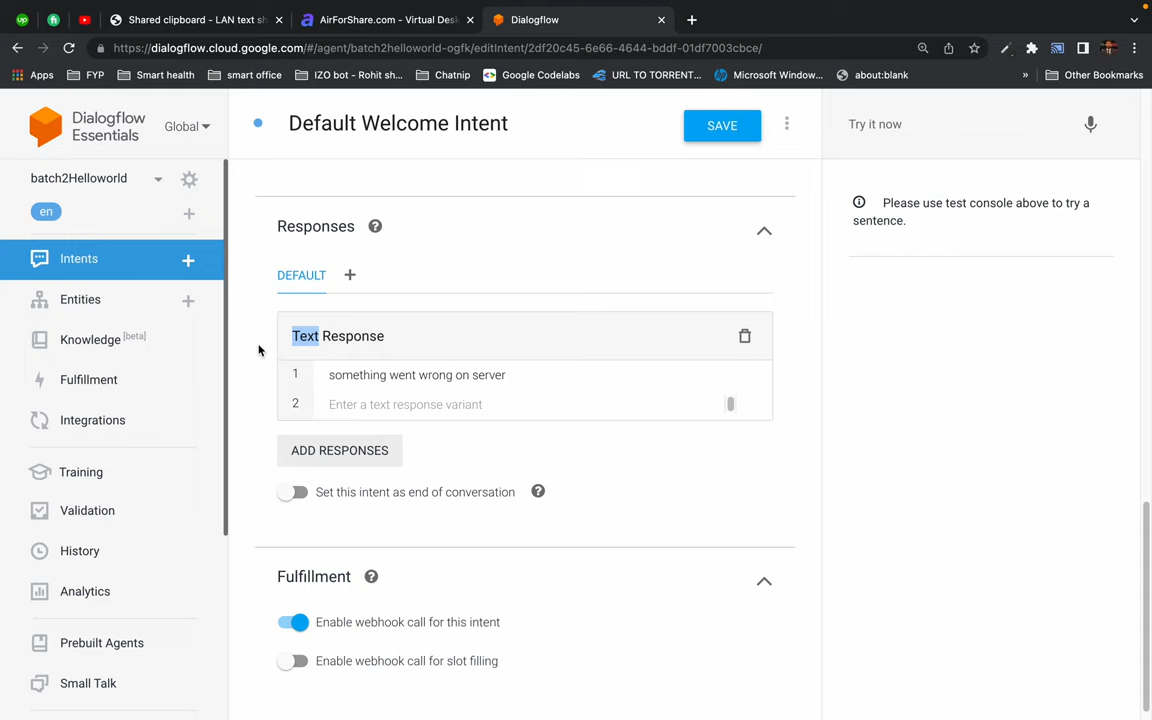 Shared clipboard - LAN text sh
AirForShare.com - Virtual Desk
Dialogflow
https://dialogflow.cloud.google.com/#/agent/batch2helloworld-ogfk/editIntent/2df20c45-6e66-4644-bddf-01df7003cbce/
Apps
FYP
Smart health
smart office
IZO bot - Rohit sh...
Chatnip
Google Codelabs
URL TO TORRENT...
Microsoft Window...
about:blank
»
Other Bookmarks
Dialogflow
Essentials
Global
Default Welcome Intent
SAVE
Try it now
batch2Helloworld
en
Please use test console above to try a
sentence.
Intents
Entities
Knowledge [beta]
Fulfillment
Integrations
Training
Validation
History
Analytics
Prebuilt Agents
Small Talk
Responses
DEFAULT
Text Response
1 something went wrong on server
2 Enter a text response variant
ADD RESPONSES
Set this intent as end of conversation
Fulfillment
Enable webhook call for this intent
Enable webhook call for slot filling